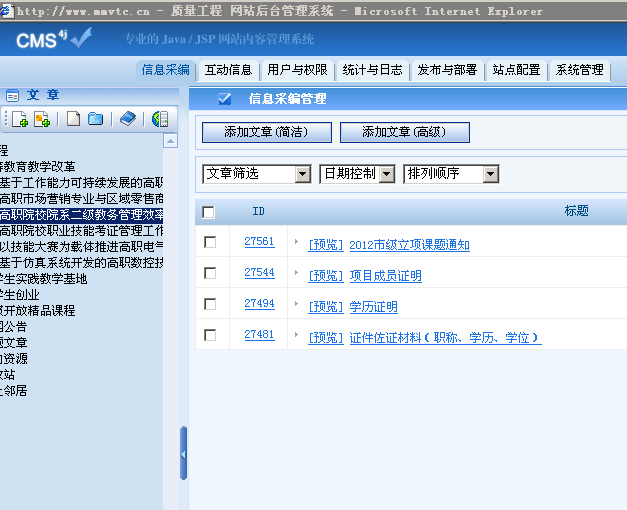 http://www.mmvtc.cn - 质量工程 网站后台管理系统 - Microsoft Internet Explorer
CMS4j 专业的 Java / JSP 网站内容管理系统
信息采编 互动信息 用户与权限 统计与日志 发布与部署 站点配置 系统管理
文 章
程
教育教学改革
基于工作能力可持续发展的高职
高职市场营销专业与区域零售商
高职院校院系二级教务管理效率
高职院校职业技能考证管理工作
以技能大赛为载体推进高职电气
基于仿真系统开发的高职数控技
学生实践教学基地
学生创业
开放精品课程
公告
文章
资源
站
邻居
信息采编管理
添加文章(简洁) 添加文章(高级)
文章筛选 日期控制 排列顺序
ID 标题
27561 [预览] 2012市级立项课题通知
27544 [预览] 项目成员证明
27494 [预览] 学历证明
27481 [预览] 证件佐证材料（职称、学历、学位）